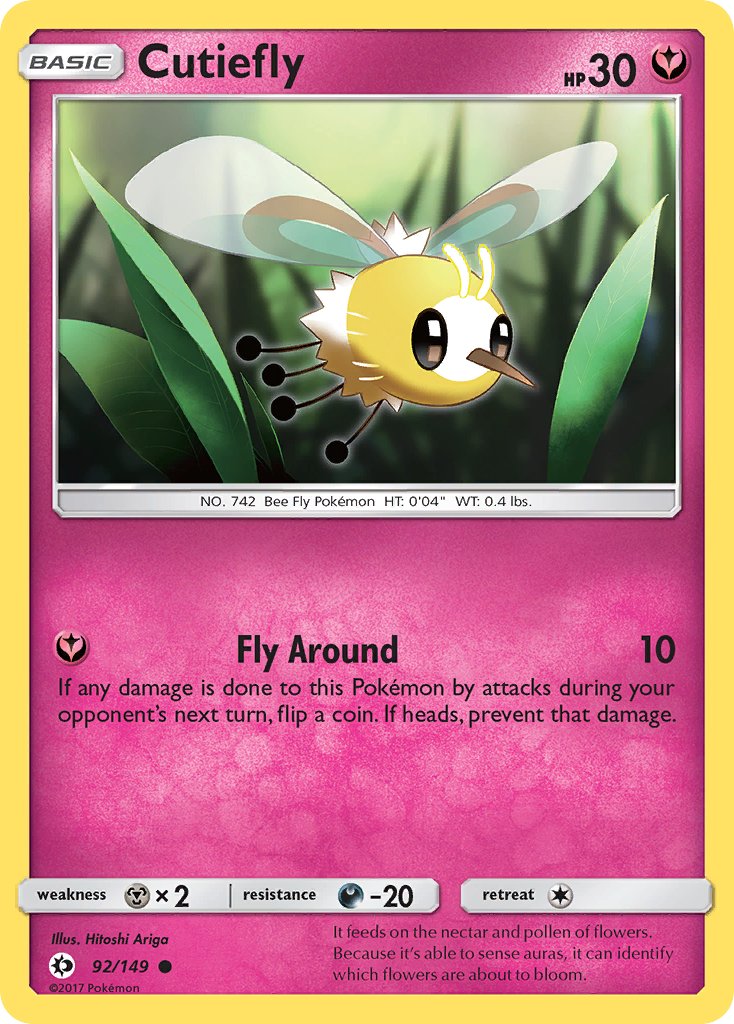 BASIC Cutiefly HP30
NO. 742 Bee Fly Pokémon HT: 0'04" WT: 0.4 lbs.
Fly Around 10
If any damage is done to this Pokémon by attacks during your
opponent's next turn, flip a coin. If heads, prevent that damage.
weakness ×2 resistance -20 retreat
Illus. Hitoshi Ariga
92/149
©2017 Pokémon
It feeds on the nectar and pollen of flowers.
Because it's able to sense auras, it can identify
which flowers are about to bloom.